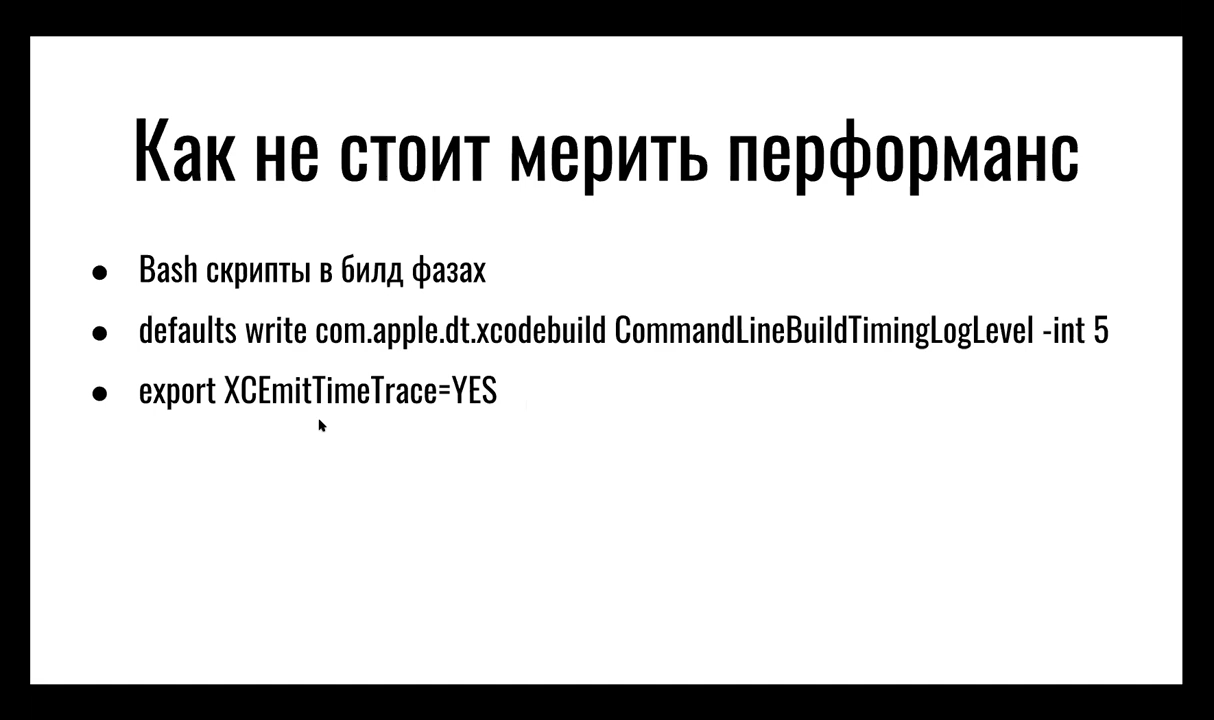 Как не стоит мерить перформанс
● Bash скрипты в билд фазах
● defaults write com.apple.dt.xcodebuild CommandLineBuildTimingLogLevel -int 5
● export XCEmitTimeTrace=YES